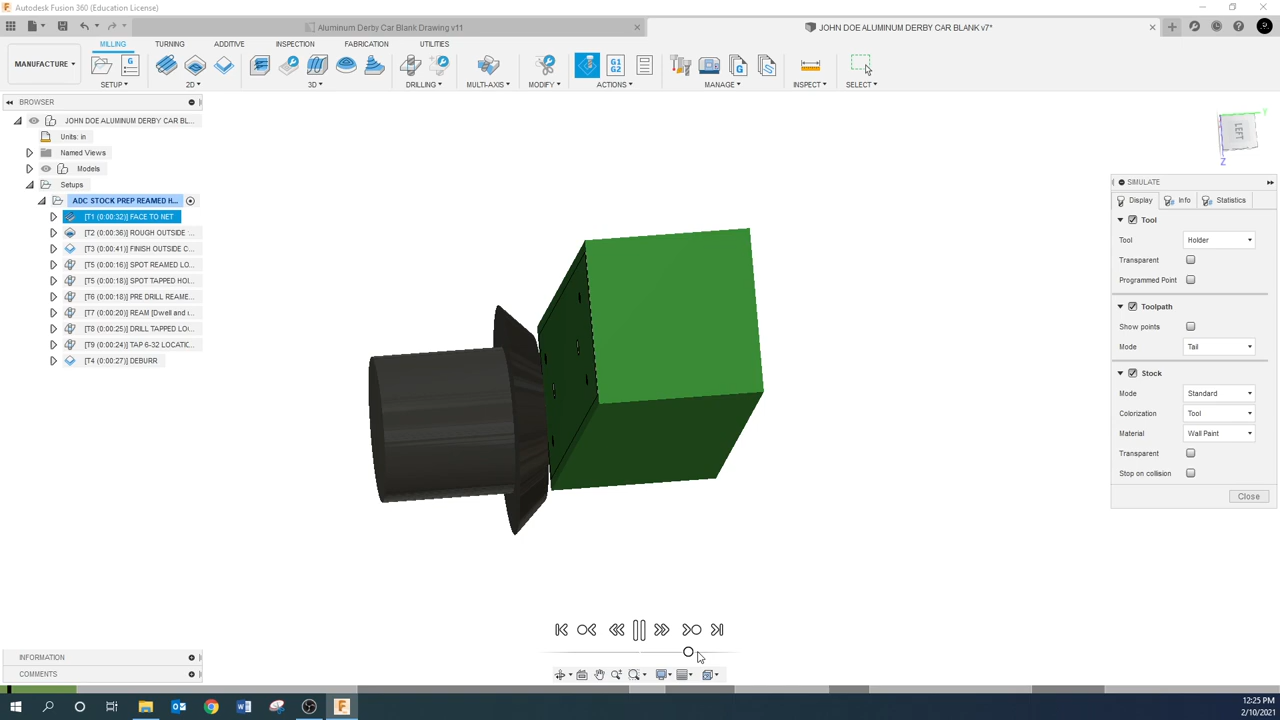 Autodesk Fusion 360 (Education License)
Aluminum Derby Car Blank Drawing v11
JOHN DOE ALUMINUM DERBY CAR BLANK v7*
MILLING TURNING ADDITIVE INSPECTION FABRICATION UTILITIES
MANUFACTURE
G1
G2
SETUP 2D 3D DRILLING MULTI-AXIS MODIFY ACTIONS MANAGE INSPECT SELECT
BROWSER
JOHN DOE ALUMINUM DERBY CAR BL...
Units: in
Named Views
Models
Setups
ADC STOCK PREP REAMED H...
[T1 (0:00:32)] FACE TO NET
[T2 (0:00:36)] ROUGH OUTSIDE ...
[T3 (0:00:41)] FINISH OUTSIDE C...
[T5 (0:00:16)] SPOT REAMED LO...
[T5 (0:00:18)] SPOT TAPPED HOL...
[T6 (0:00:18)] PRE DRILL REAME...
[T7 (0:00:20)] REAM [Dwell and ...
[T8 (0:00:25)] DRILL TAPPED LO...
[T9 (0:00:24)] TAP 6-32 LOCATIC...
[T4 (0:00:27)] DEBURR
LEFT
Y
Z
SIMULATE
Display Info Statistics
Tool
Tool Holder
Transparent
Programmed Point
Toolpath
Show points
Mode Tail
Stock
Mode Standard
Colorization Tool
Material Wall Paint
Transparent
Stop on collision
Close
INFORMATION
COMMENTS
12:25 PM
2/10/2021